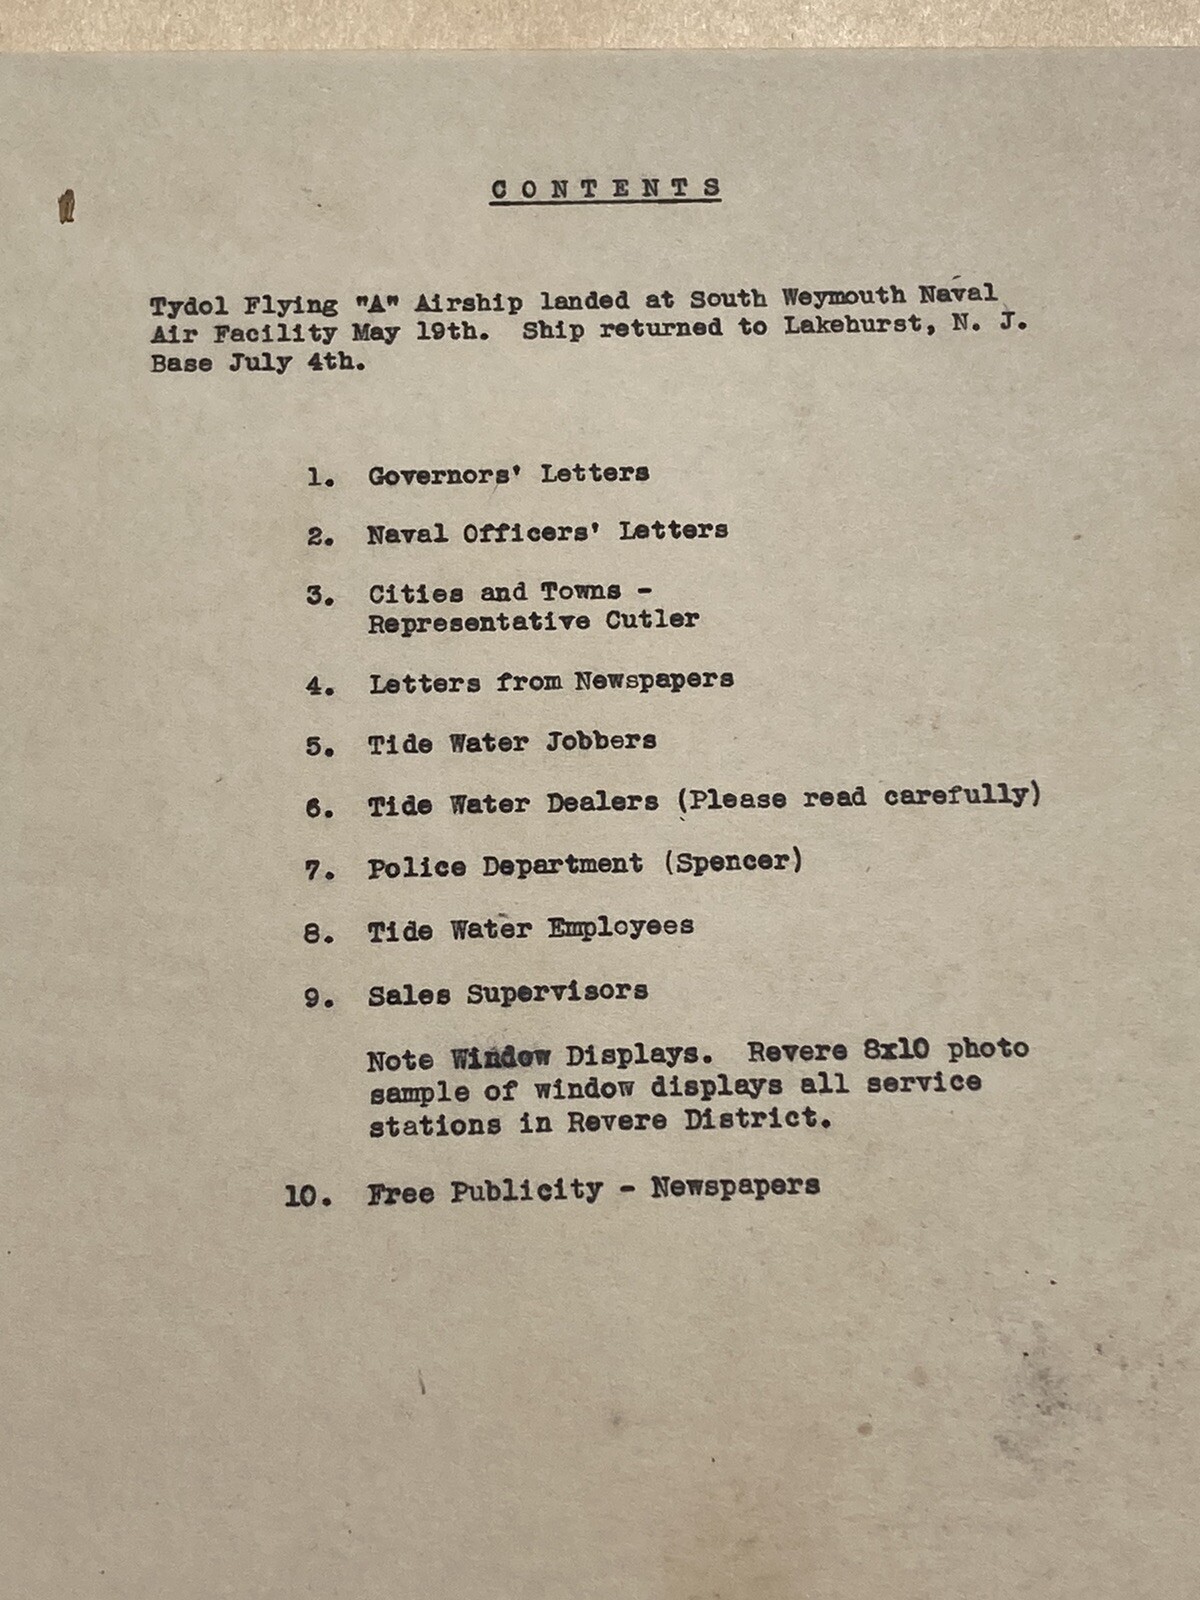 CONTENTS
Tydol Flying "A" Airship landed at South Weymouth Naval
Air Facility May 19th. Ship returned to Lakehurst, N. J.
Base July 4th.
1. Governors' Letters
2. Naval Officers' Letters
3. Cities and Towns -
Representative Cutler
4. Letters from Newspapers
5. Tide Water Jobbers
6. Tide Water Dealers (Please read carefully)
7. Police Department (Spencer)
8. Tide Water Employees
9. Sales Supervisors
Note Window Displays. Revere 8x10 photo
sample of window displays all service
stations in Revere District.
10. Free Publicity - Newspapers